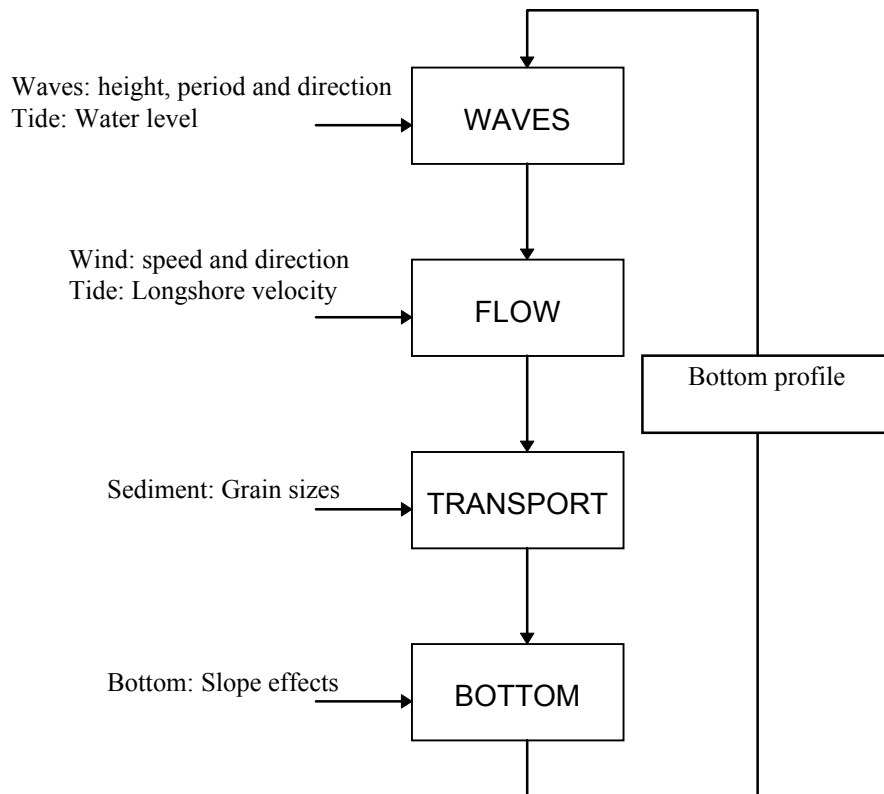 Waves: height, period and direction
Tide: Water level
WAVES
Wind: speed and direction
Tide: Longshore velocity
FLOW
Bottom profile
Sediment: Grain sizes
TRANSPORT
Bottom: Slope effects
BOTTOM